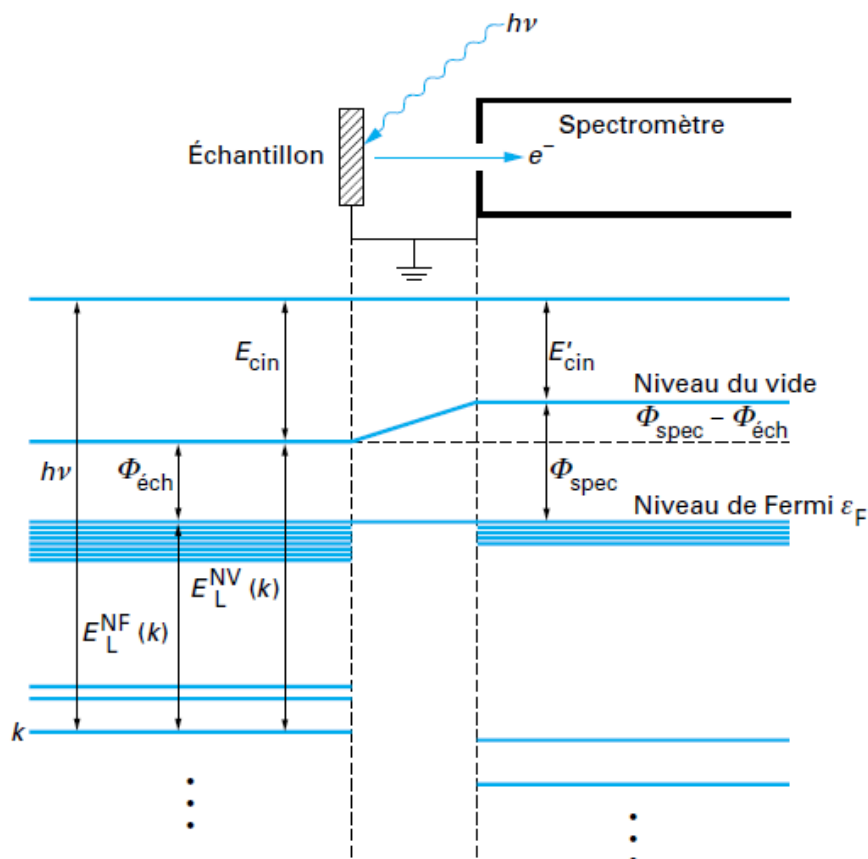 hν
Spectromètre
Échantillon
e⁻
E_cin
E'_cin
Niveau du vide
Φ_spec – Φ_éch
hν
Φ_éch
Φ_spec
Niveau de Fermi ε_F
E_L^NV (k)
E_L^NF (k)
k